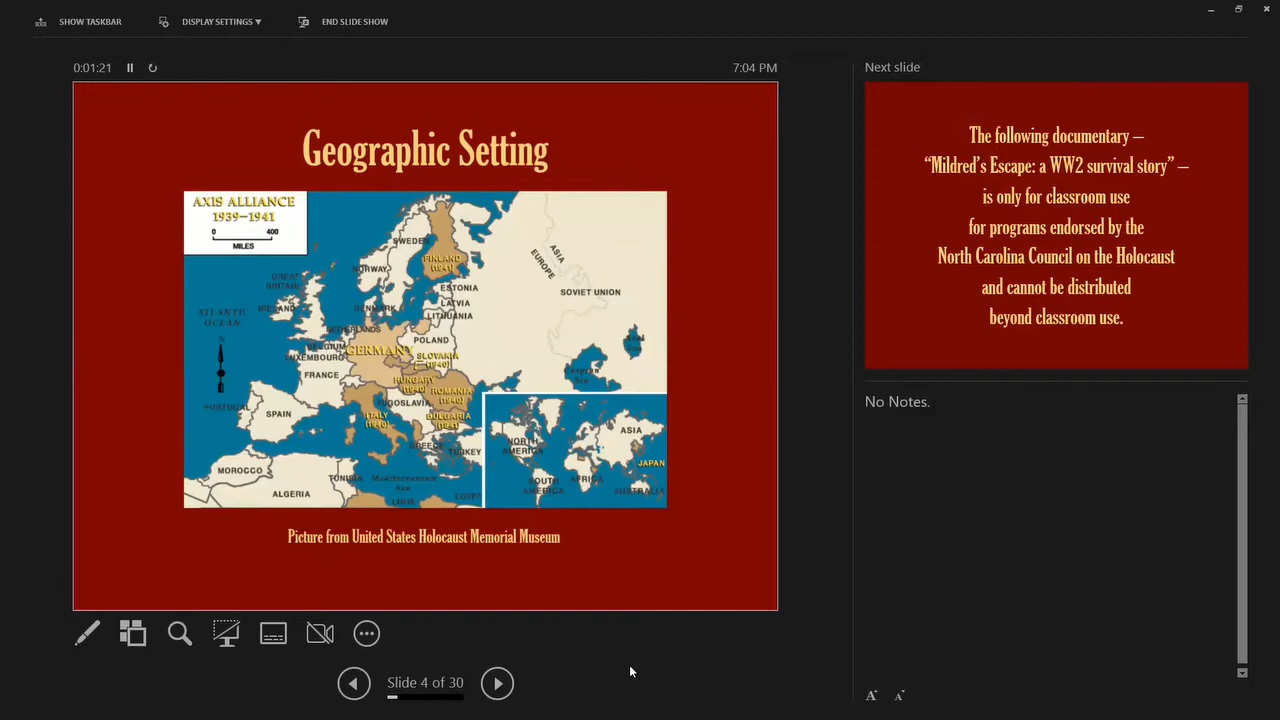 SHOW TASKBAR
DISPLAY SETTINGS ▼
END SLIDE SHOW
0:01:21
7:04 PM
Geographic Setting
AXIS ALLIANCE
1939–1941
0 400
MILES
SWEDEN
FINLAND
(1941)
NORWAY
ASIA
EUROPE
GREAT
BRITAIN
ESTONIA
SOVIET UNION
LATVIA
IRELAND
DENMARK
LITHUANIA
ATLANTIC
OCEAN
NETHERLANDS
N
POLAND
BELGIUM
GERMANY
LUXEMBOURG
SLOVAKIA
(1940)
Aral
Sea
FRANCE
Caspian
Sea
HUNGARY
(1940)
ROMANIA
(1940)
YUGOSLAVIA
PORTUGAL
SPAIN
ITALY
(1940)
BULGARIA
(1941)
GREECE
TURKEY
MOROCCO
TUNISIA
Mediterranean
Sea
ALGERIA
LIBIA
EGYPT
NORTH
AMERICA
ASIA
JAPAN
SOUTH
AMERICA
AFRICA
AUSTRALIA
Picture from United States Holocaust Memorial Museum
Slide 4 of 30
Next slide
The following documentary –
“Mildred’s Escape: a WW2 survival story” –
is only for classroom use
for programs endorsed by the
North Carolina Council on the Holocaust
and cannot be distributed
beyond classroom use.
No Notes.
A A